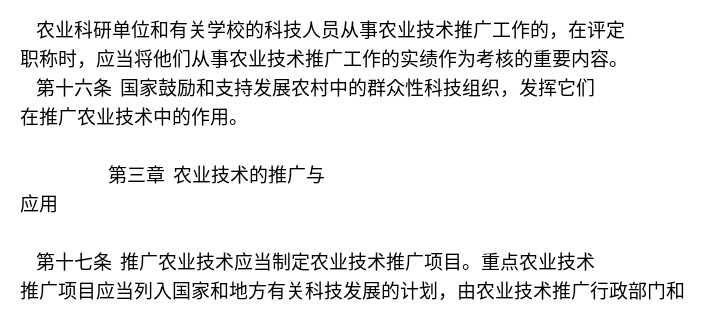 农业科研单位和有关学校的科技人员从事农业技术推广工作的，在评定
职称时，应当将他们从事农业技术推广工作的实绩作为考核的重要内容。
第十六条 国家鼓励和支持发展农村中的群众性科技组织，发挥它们
在推广农业技术中的作用。
第三章 农业技术的推广与
应用
第十七条 推广农业技术应当制定农业技术推广项目。重点农业技术
推广项目应当列入国家和地方有关科技发展的计划，由农业技术推广行政部门和